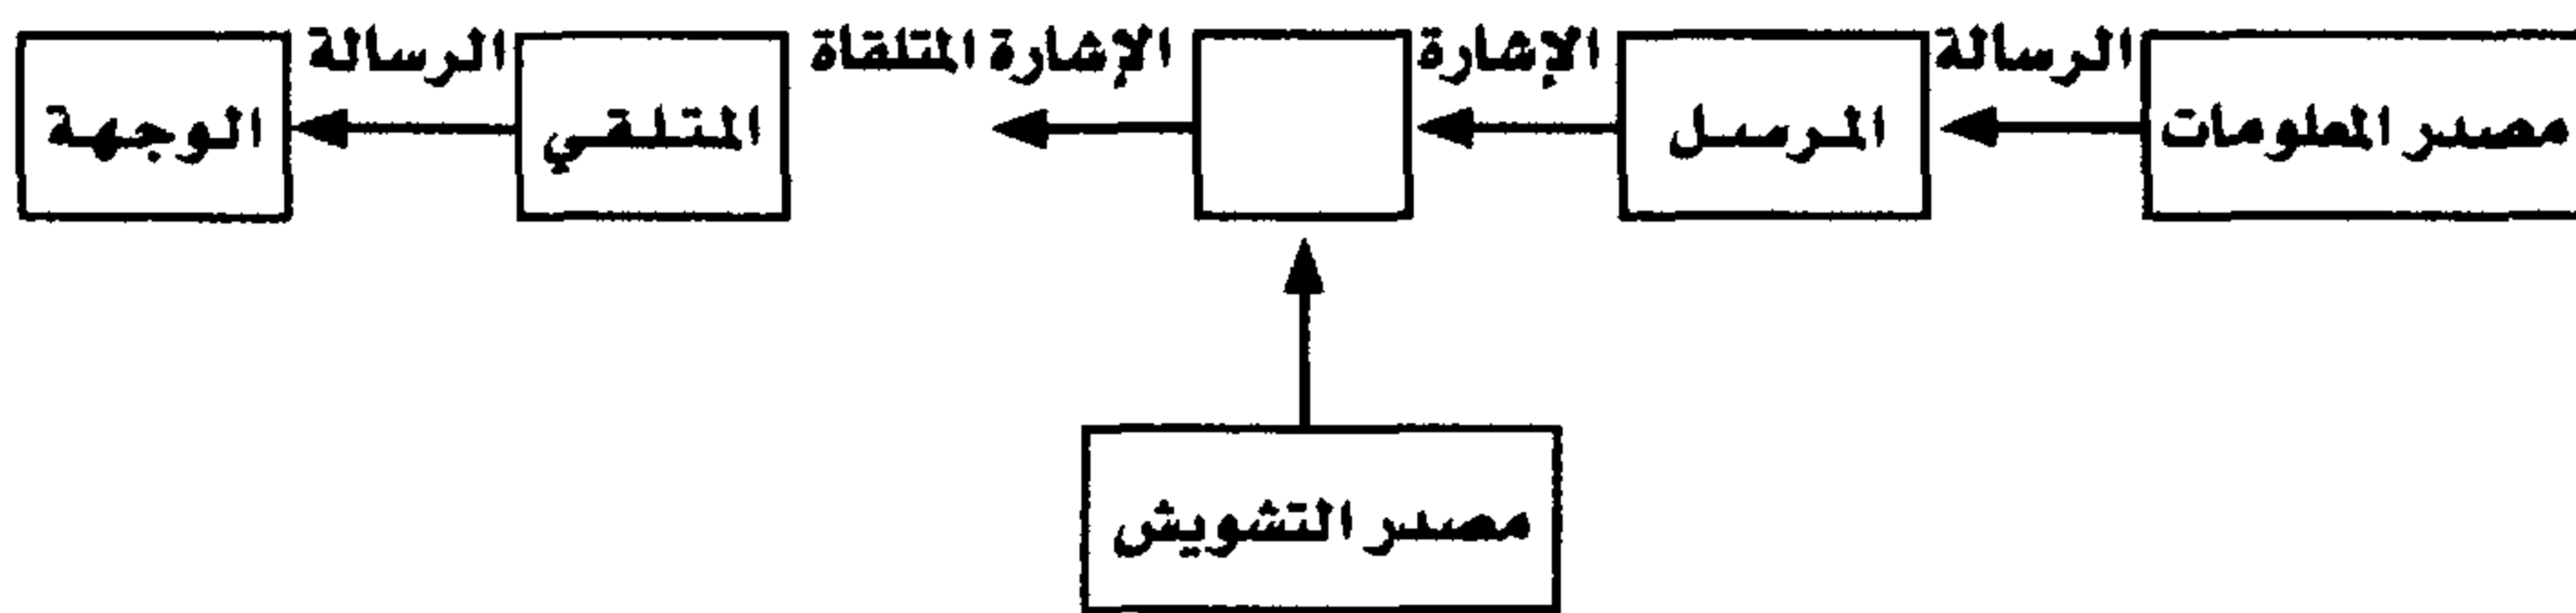 الرسالة الإشارة الإشارة المتلقاة الرسالة
مصدر المعلومات المرسل المتلقي الوجهة
مصدر التشويش